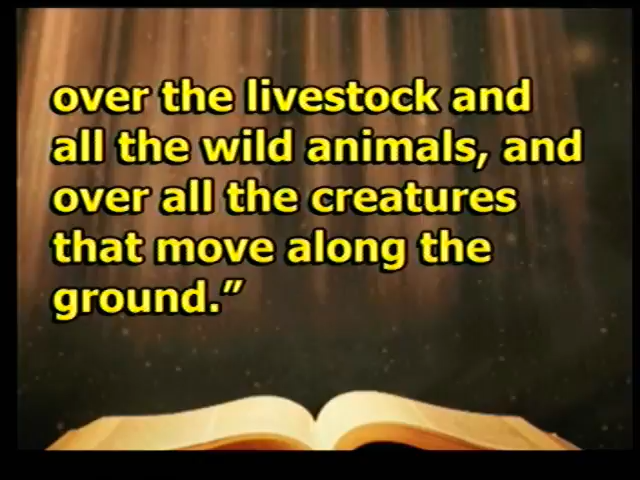 over the livestock and
all the wild animals, and
over all the creatures
that move along the
ground.”